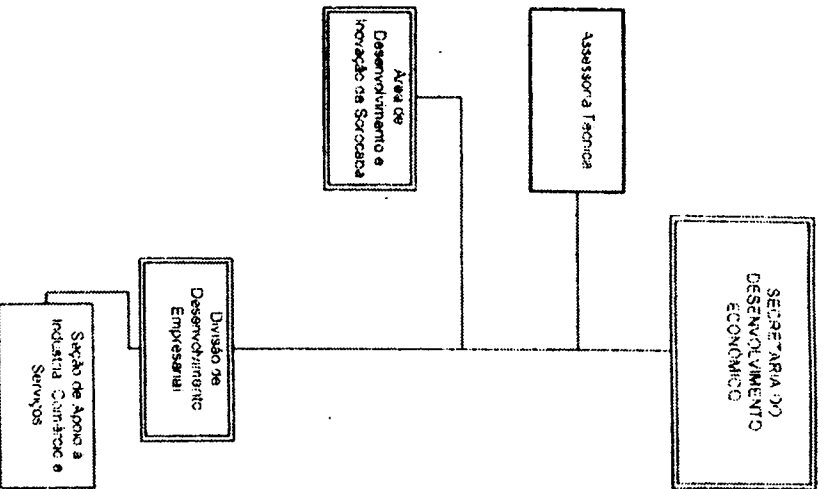 SECRETARIA DO
DESENVOLVIMENTO
ECONÔMICO
Assessoria Técnica
Área de
Desenvolvimento e
Inovação de Sorocaba
Divisão de
Desenvolvimento
Empresarial
Seção de Apoio a
Industria Comércio e
Serviços